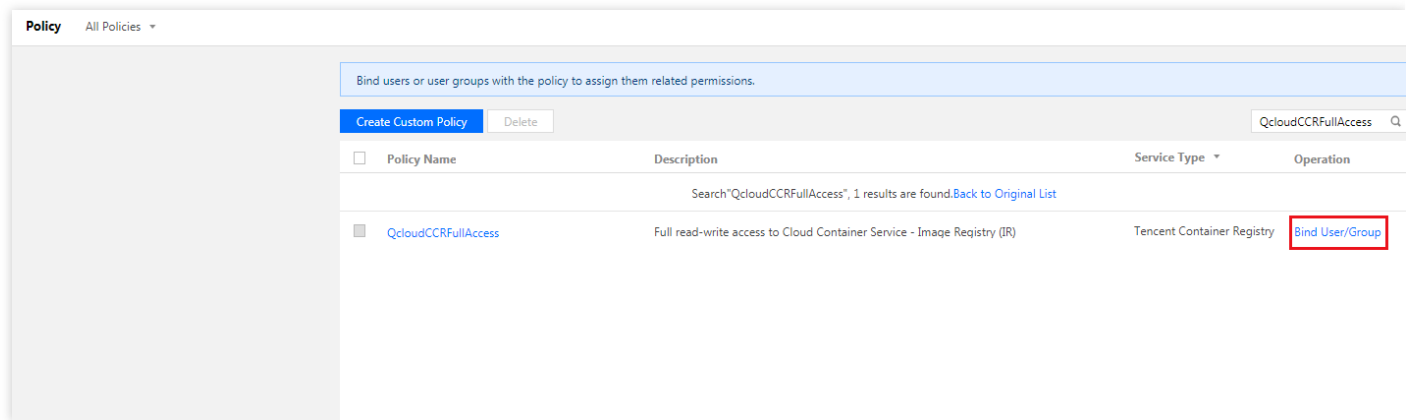 Policy All Policies
Bind users or user groups with the policy to assign them related permissions.
Create Custom Policy Delete QcloudCCRFullAccess
Policy Name Description Service Type Operation
Search"QcloudCCRFullAccess", 1 results are found.Back to Original List
QcloudCCRFullAccess Full read-write access to Cloud Container Service - Image Registry (IR) Tencent Container Registry Bind User/Group